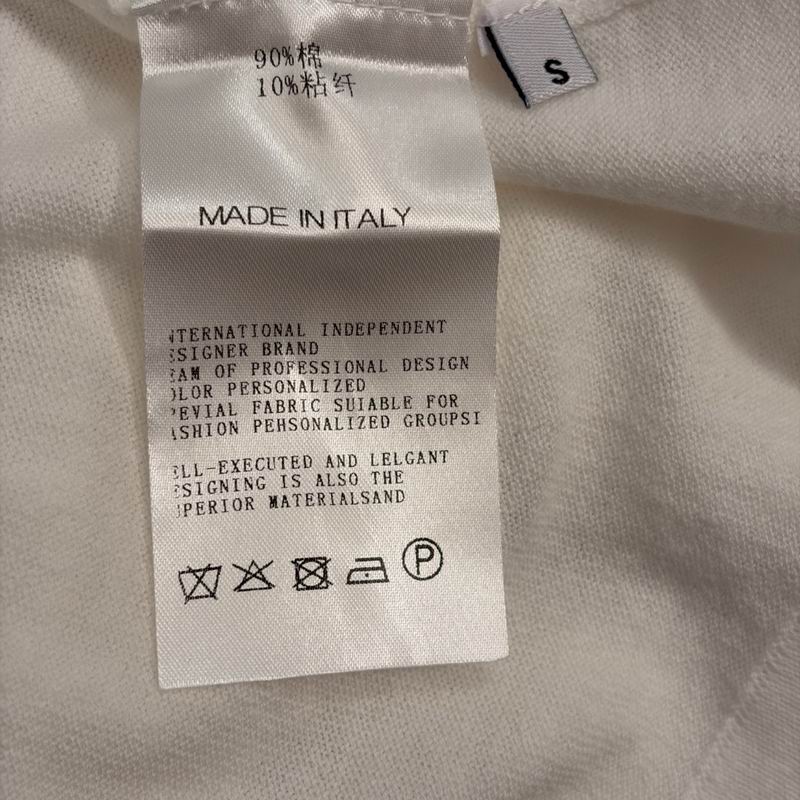 90%棉
10%粘纤
S
MADE IN ITALY
NTERNATIONAL INDEPENDENT
ESIGNER BRAND
EAM OF PROFESSIONAL DESIGN
OLOR PERSONALIZED
PEVIAL FABRIC SUIABLE FOR
ASHION PEHSONALIZED GROUPSI
ELL-EXECUTED AND LELGANT
ESIGNING IS ALSO THE
UPERIOR MATERIALSAND
P